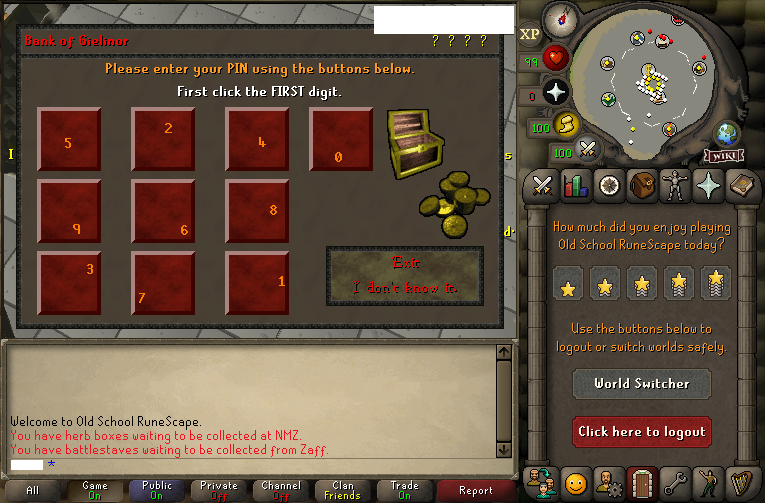 Bank of Gielinor
? ? ? ?
Please enter your PIN using the buttons below.
First click the FIRST digit.
5
2
4
0
9
6
8
3
7
1
Exit
I don't know it.
XP
99
0
100
100
WIKI
How much did you enjoy playing
Old School RuneScape today?
Use the buttons below to
logout or switch worlds safely.
World Switcher
Click here to logout
Welcome to Old School RuneScape.
You have herb boxes waiting to be collected at NMZ.
You have battlestaves waiting to be collected from Zaff.
*
All
Game
On
Public
On
Private
Off
Channel
Off
Clan
Friends
Trade
On
Report